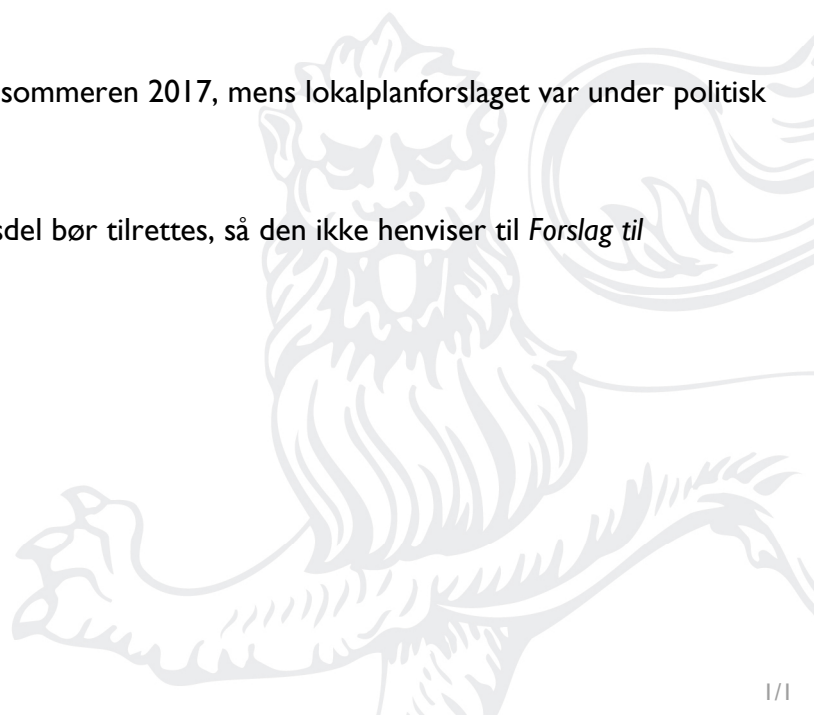 sommeren 2017, mens lokalplanforslaget var under politisk
sdel bør tilrettes, så den ikke henviser til Forslag til
1/1